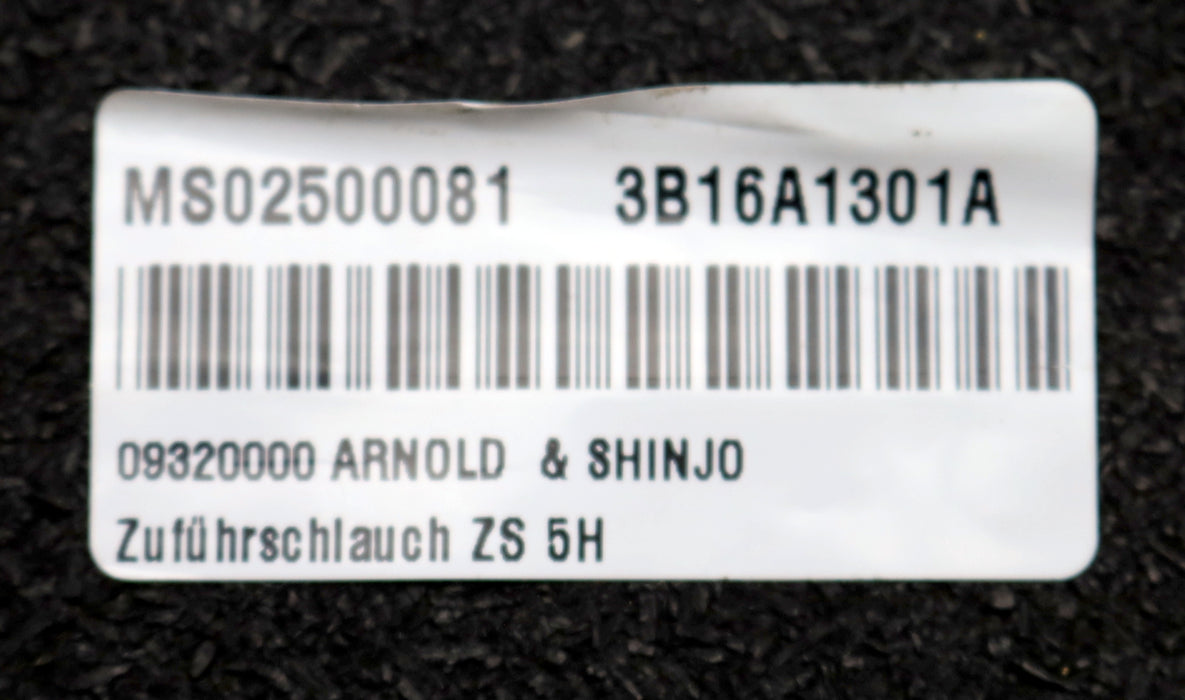 MS02500081 3B16A1301A
09320000 ARNOLD & SHINJO
Zuführschlauch ZS 5H